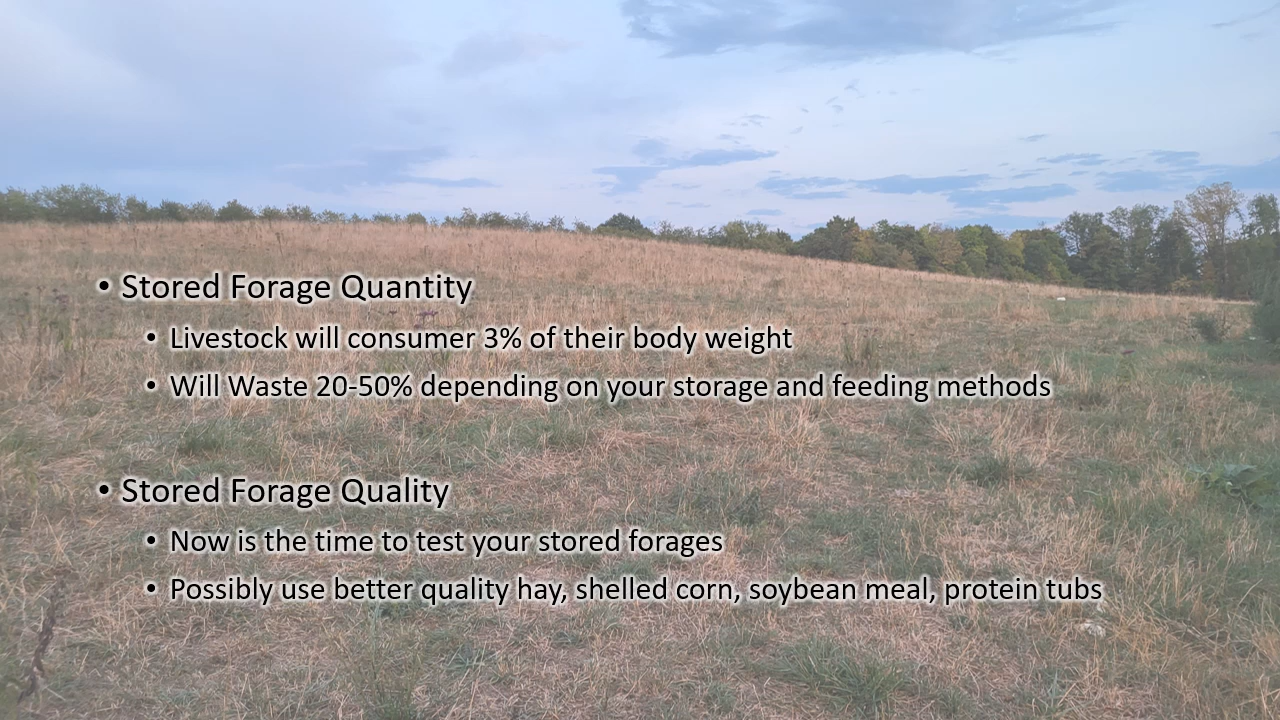 • Stored Forage Quantity
• Livestock will consumer 3% of their body weight
• Will Waste 20-50% depending on your storage and feeding methods
• Stored Forage Quality
• Now is the time to test your stored forages
• Possibly use better quality hay, shelled corn, soybean meal, protein tubs